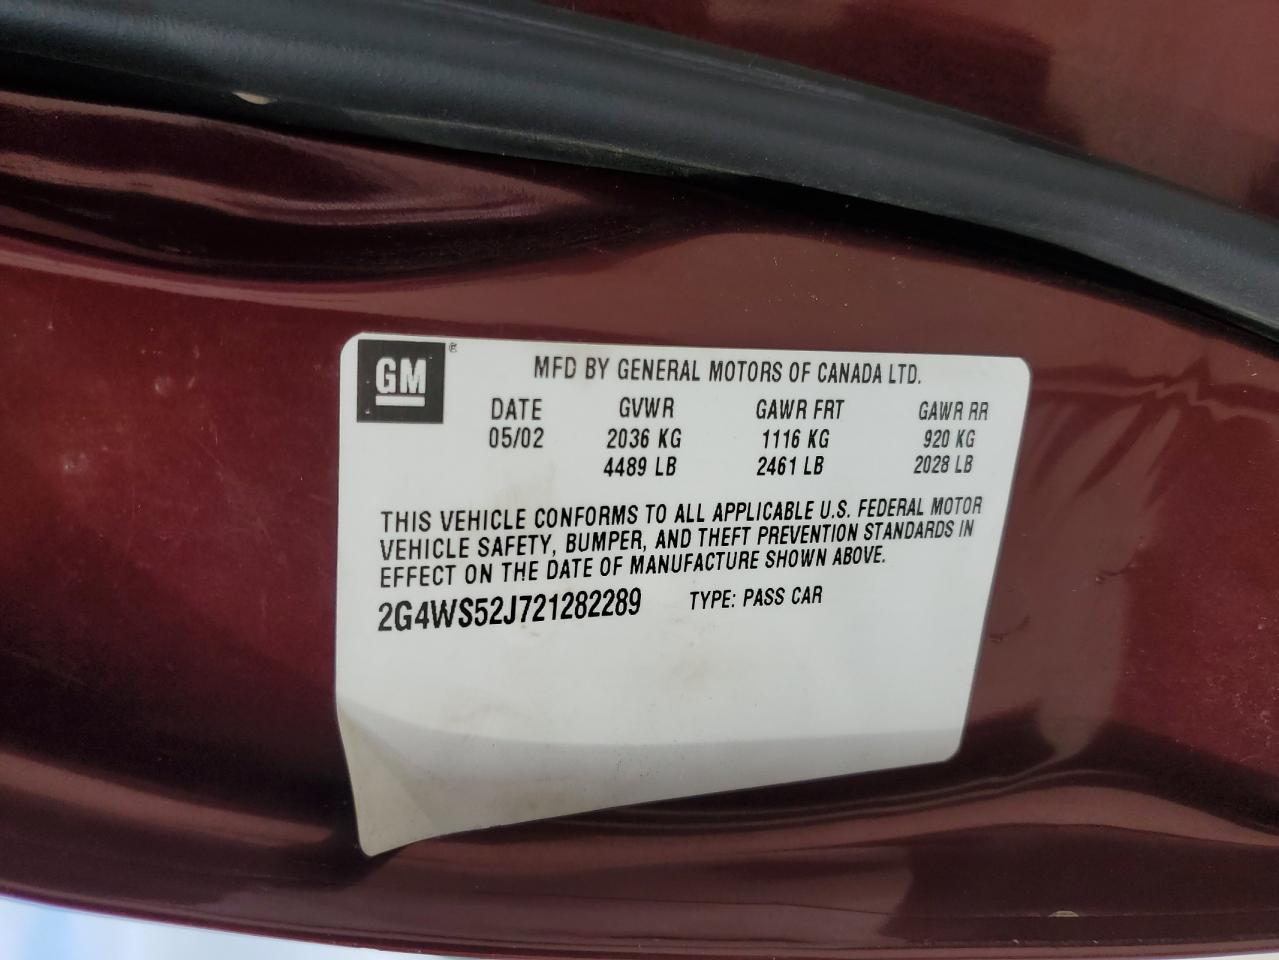 GM ®
MFD BY GENERAL MOTORS OF CANADA LTD.
DATE GVWR GAWR FRT GAWR RR
05/02 2036 KG 1116 KG 920 KG
4489 LB 2461 LB 2028 LB
THIS VEHICLE CONFORMS TO ALL APPLICABLE U.S. FEDERAL MOTOR
VEHICLE SAFETY, BUMPER, AND THEFT PREVENTION STANDARDS IN
EFFECT ON THE DATE OF MANUFACTURE SHOWN ABOVE.
2G4WS52J721282289 TYPE: PASS CAR